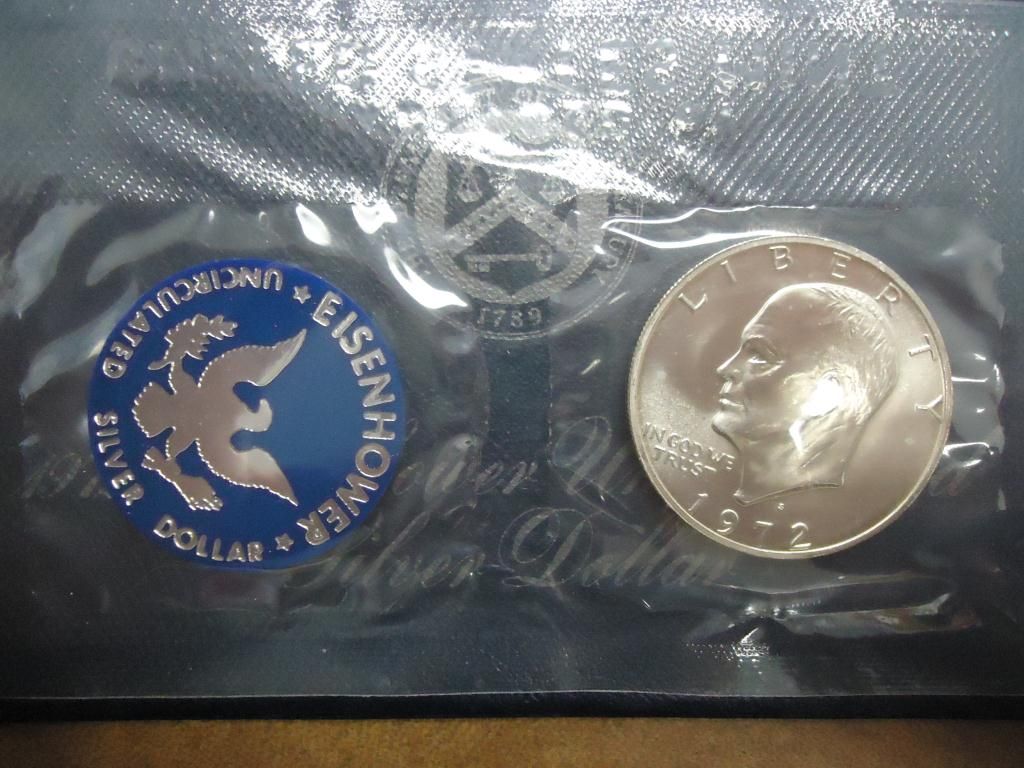 EISENHOWER
UNCIRCULATED SILVER DOLLAR
LIBERTY
IN GOD WE
TRUST
S
1972
1789
Silver Dollar